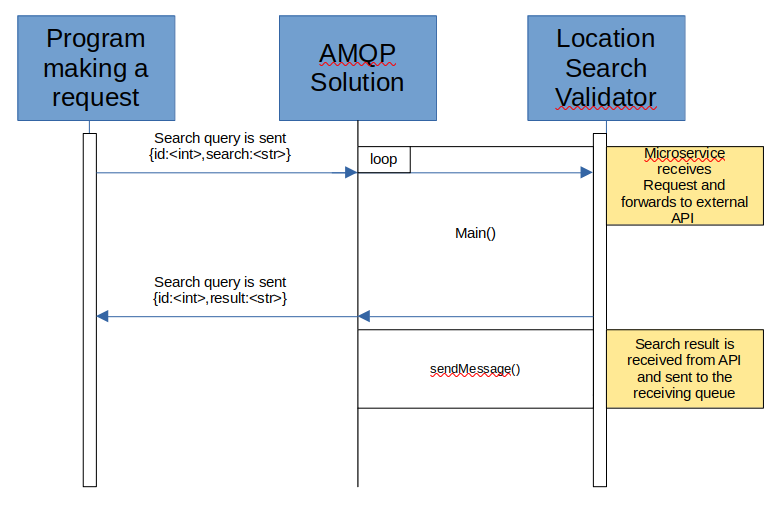 Program
making a
request
AMQP
Solution
Location
Search
Validator
Search query is sent
{id:<int>,search:<str>}
loop
Microservice
receives
Request and
forwards to external
API
Main()
Search query is sent
{id:<int>,result:<str>}
sendMessage()
Search result is
received from API
and sent to the
receiving queue